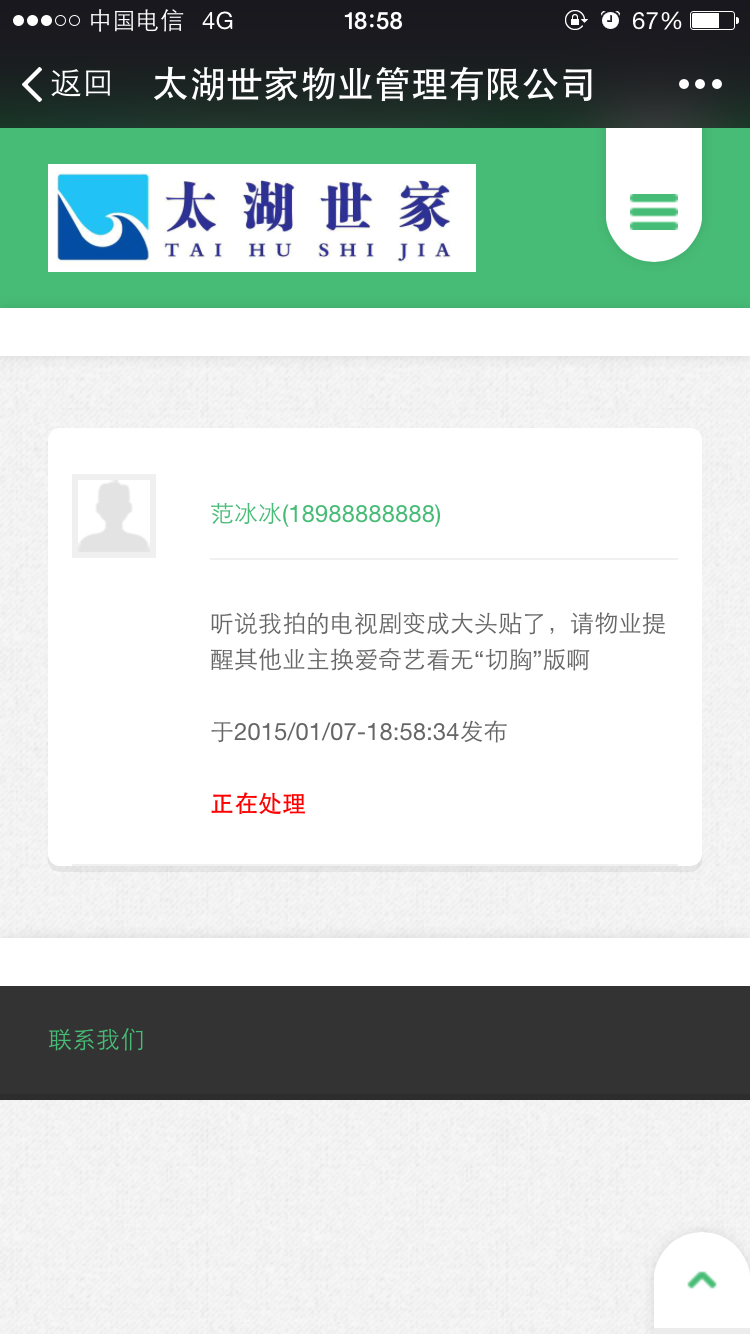 中国电信 4G 18:58 67%
返回 太湖世家物业管理有限公司
太湖世家
TAI HU SHI JIA
范冰冰(18988888888)
听说我拍的电视剧变成大头贴了，请物业提
醒其他业主换爱奇艺看无“切胸”版啊
于2015/01/07-18:58:34发布
正在处理
联系我们